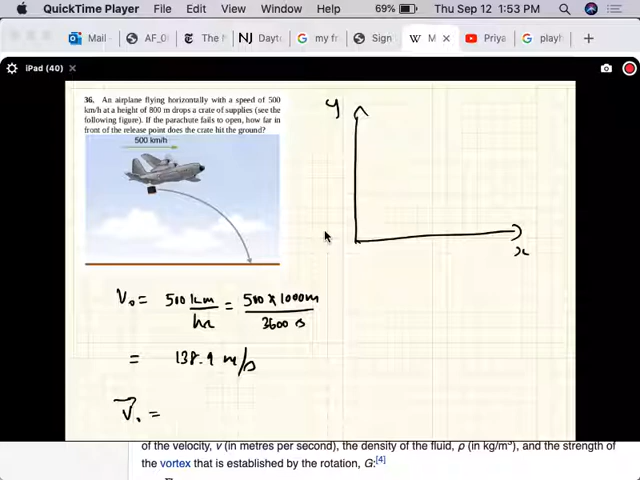 QuickTime Player File Edit View Window Help 69% Thu Sep 12 1:53 PM
Mail - AF_0 The N Dayto my fr Sign W M Priya playh
iPad (40)
36. An airplane flying horizontally with a speed of 500
km/h at a height of 800 m drops a crate of supplies (see the
following figure). If the parachute fails to open, how far in
front of the release point does the crate hit the ground?
500 km/h
y
x
V₀ = 500 km/hr = 500 × 1000m/3600 s
= 138.9 m/s
V⃗₀ =
of the velocity, v (in metres per second), the density of the fluid, ρ (in kg/m³), and the strength of
the vortex that is established by the rotation, G:[4]